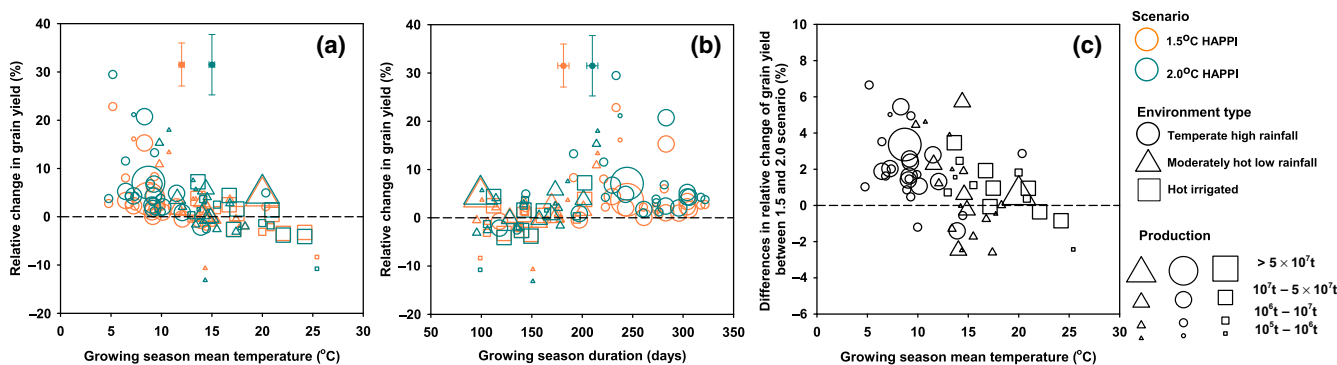 (a)
Relative change in grain yield (%)
40
30
20
10
0
–10
–20
0
5
10
15
20
25
30
Growing season mean temperature (°C)
(b)
Relative change in grain yield (%)
40
30
20
10
0
–10
–20
50
100
150
200
250
300
350
Growing season duration (days)
(c)
Differences in relative change of grain yield
between 1.5 and 2.0 scenario (%)
10
8
6
4
2
0
–2
–4
–6
0
5
10
15
20
25
30
Growing season mean temperature (°C)
Scenario
1.5°C HAPPI
2.0°C HAPPI
Environment type
Temperate high rainfall
Moderately hot low rainfall
Hot irrigated
Production
> 5 × 10⁷t
10⁷t – 5 × 10⁷t
10⁶t – 10⁷t
10⁵t – 10⁶t